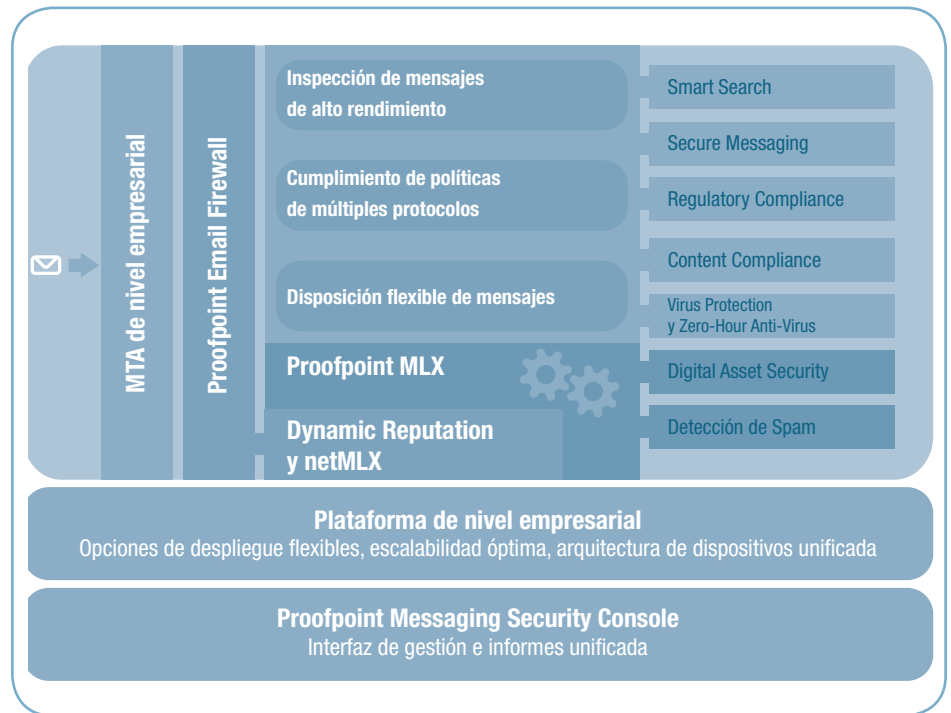 MTA de nivel empresarial
Proofpoint Email Firewall
Inspección de mensajes
de alto rendimiento
Cumplimiento de políticas
de múltiples protocolos
Disposición flexible de mensajes
Proofpoint MLX
Dynamic Reputation
y netMLX
Smart Search
Secure Messaging
Regulatory Compliance
Content Compliance
Virus Protection
y Zero-Hour Anti-Virus
Digital Asset Security
Detección de Spam
Plataforma de nivel empresarial
Opciones de despliegue flexibles, escalabilidad óptima, arquitectura de dispositivos unificada
Proofpoint Messaging Security Console
Interfaz de gestión e informes unificada